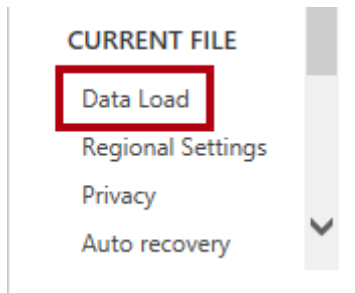 CURRENT FILE
Data Load
Regional Settings
Privacy
Auto recovery